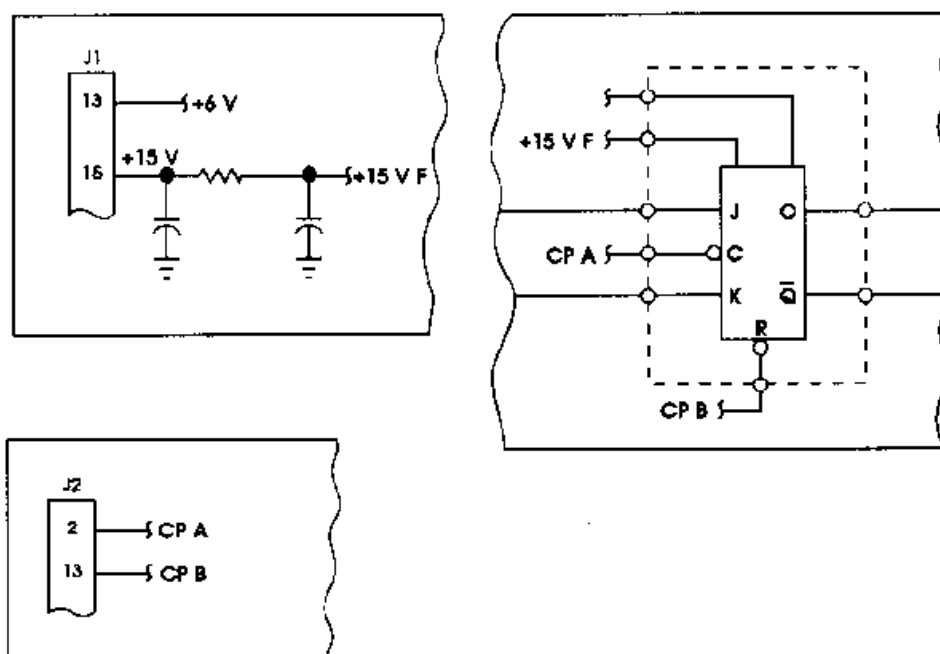 J1
13
+6 V
+15 V
16
+15 V F
+15 V F
J Q
CP A
C
K Q̅
R
CP B
J2
2
CP A
13
CP B